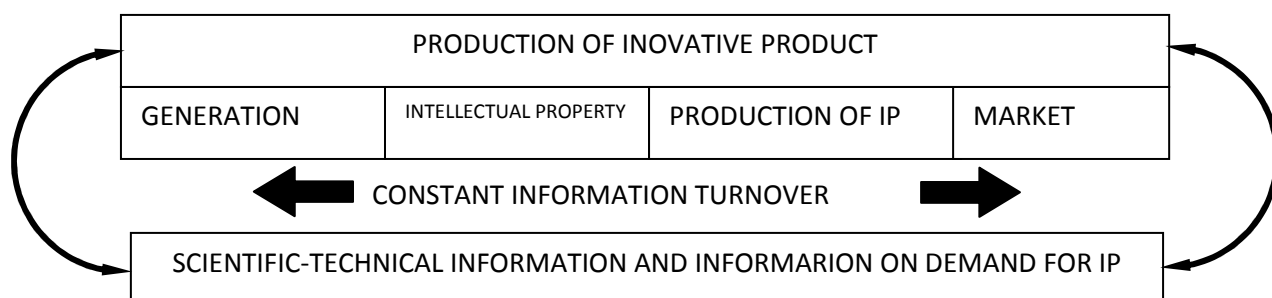 PRODUCTION OF INOVATIVE PRODUCT
GENERATION
INTELLECTUAL PROPERTY
PRODUCTION OF IP
MARKET
CONSTANT INFORMATION TURNOVER
SCIENTIFIC-TECHNICAL INFORMATION AND INFORMARION ON DEMAND FOR IP